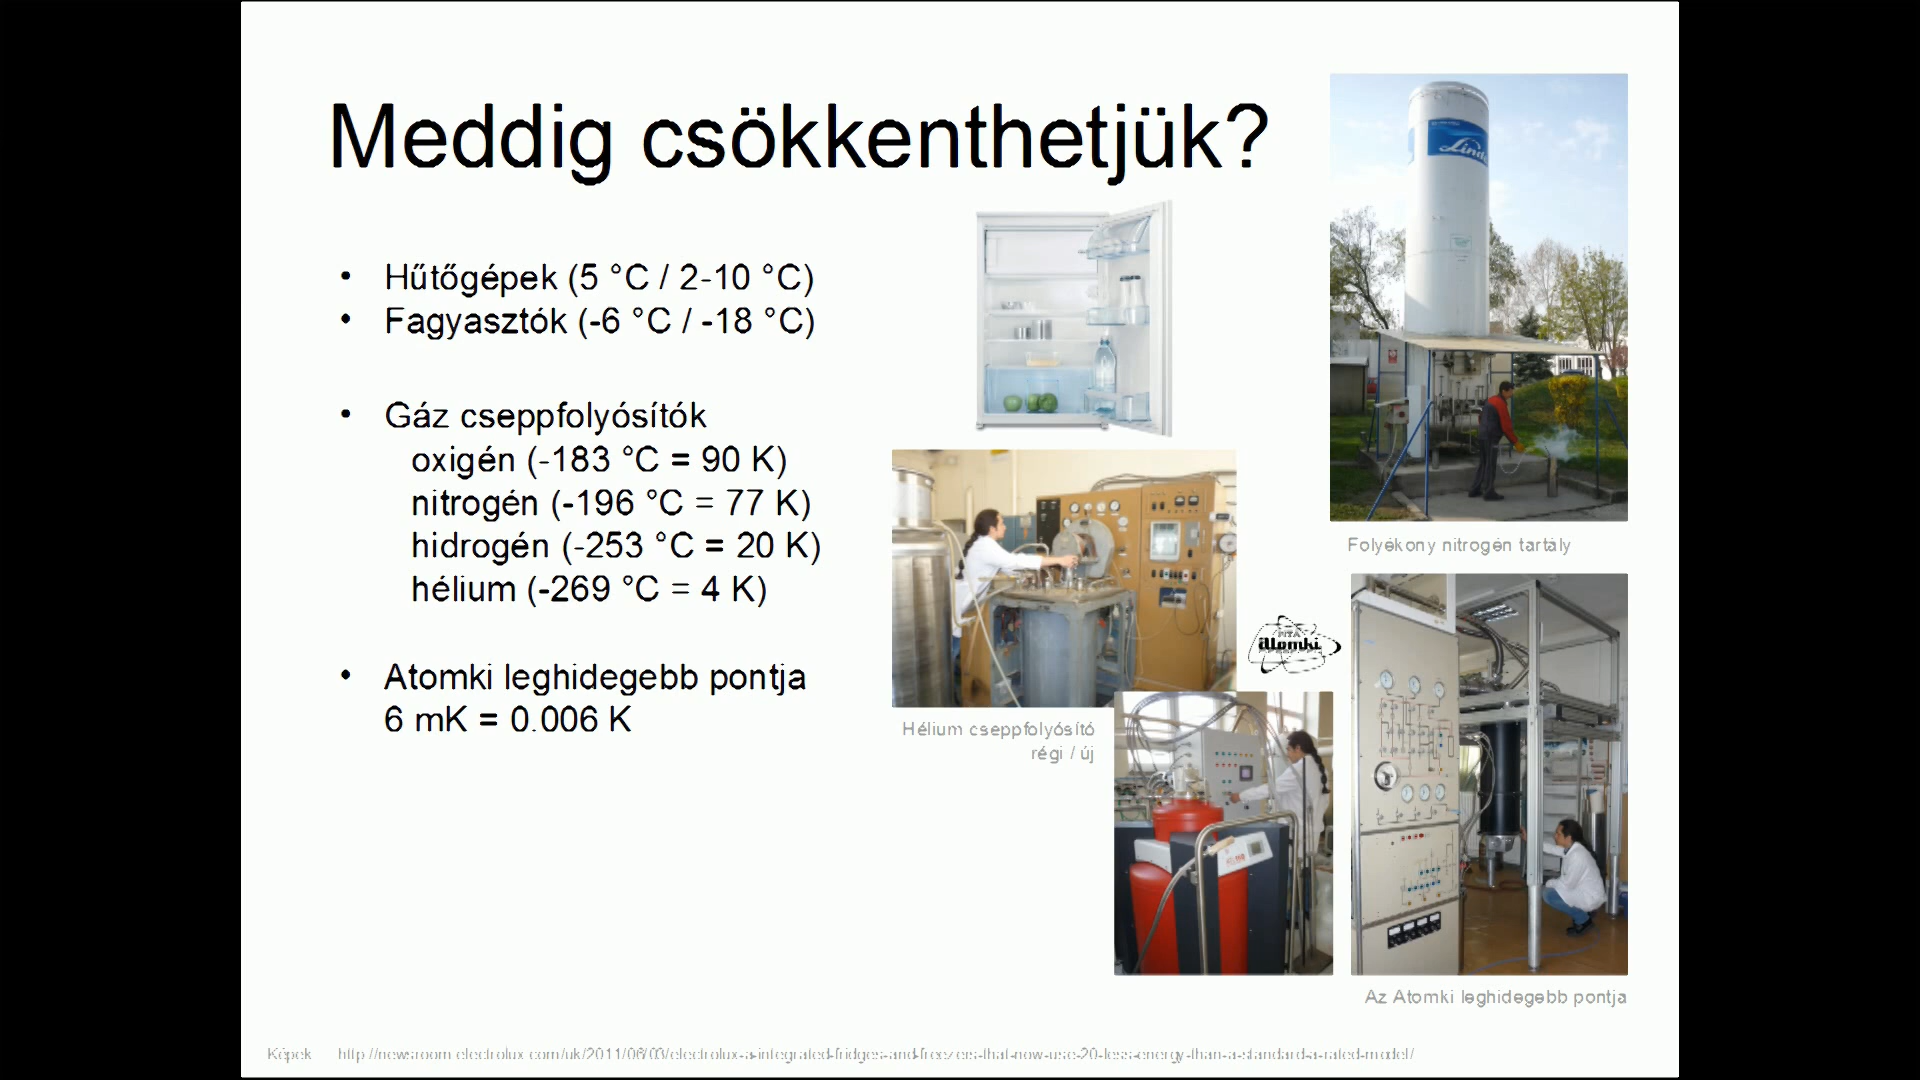 Meddig csökkenthetjük?
• Hűtőgépek (5 °C / 2-10 °C)
• Fagyasztók (-6 °C / -18 °C)
• Gáz cseppfolyósítók
oxigén (-183 °C = 90 K)
nitrogén (-196 °C = 77 K)
hidrogén (-253 °C = 20 K)
hélium (-269 °C = 4 K)
• Atomki leghidegebb pontja
6 mK = 0.006 K
Linde
Folyékony nitrogén tartály
atomki
Hélium cseppfolyósító
régi / új
Az Atomki leghidegebb pontja
Képek http://newsroom.electrolux.com/uk/2011/06/03/electrolux-a-integrated-fridges-and-freezers-that-now-use-20-less-energy-than-a-standard-a-rated-model/